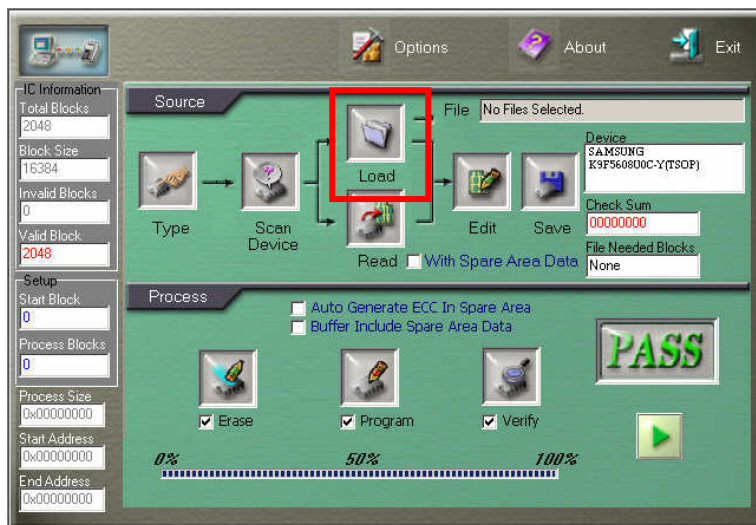 Options
About
Exit
IC Information
Total Blocks
2048
Block Size
16384
Invalid Blocks
0
Valid Block
2048
Setup
Start Block
0
Process Blocks
0
Process Size
0x00000000
Start Address
0x00000000
End Address
0x00000000
Source
File No Files Selected.
Load
Type
Scan
Device
Read
With Spare Area Data
Edit
Save
Device
SAMSUNG
K9F5608U0C-Y(TSOP)
Check Sum
00000000
File Needed Blocks
None
Process
Auto Generate ECC In Spare Area
Buffer Include Spare Area Data
PASS
Erase
Program
Verify
0% 50% 100%